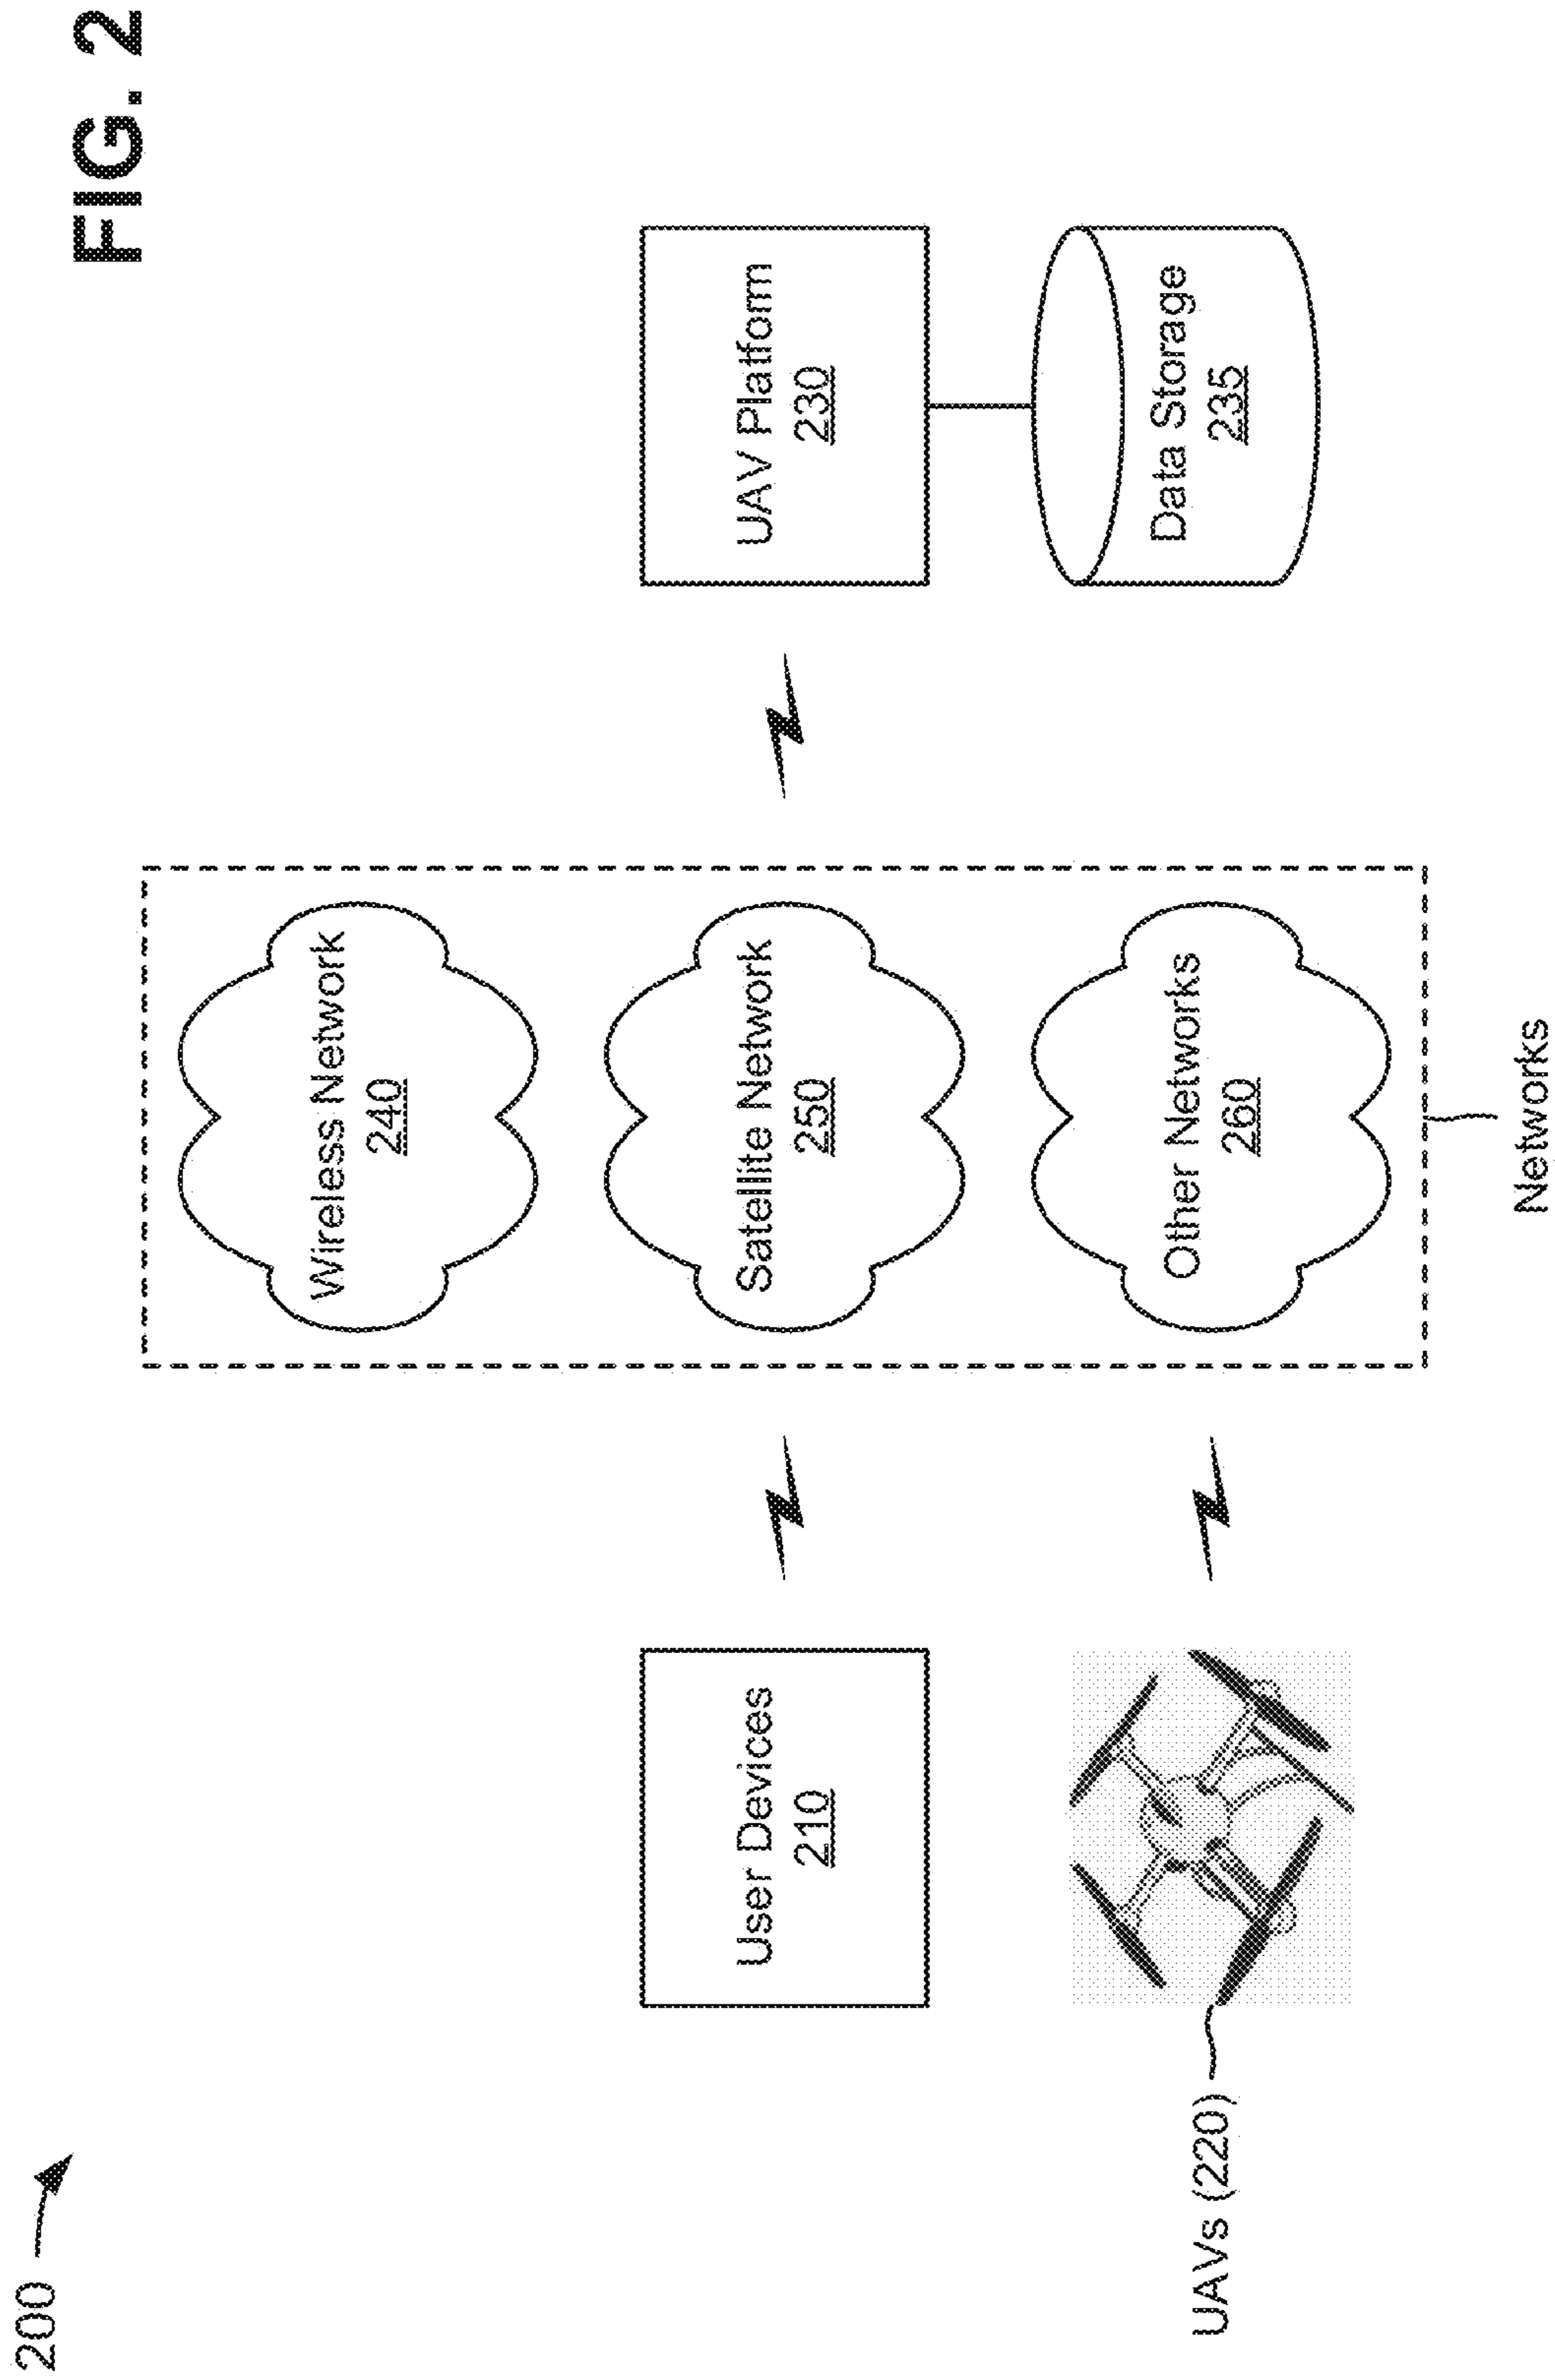 200
FIG. 2
Wireless Network
240
User Devices
210
Satellite Network
250
UAV Platform
230
UAVs (220)
Other Networks
260
Data Storage
235
Networks